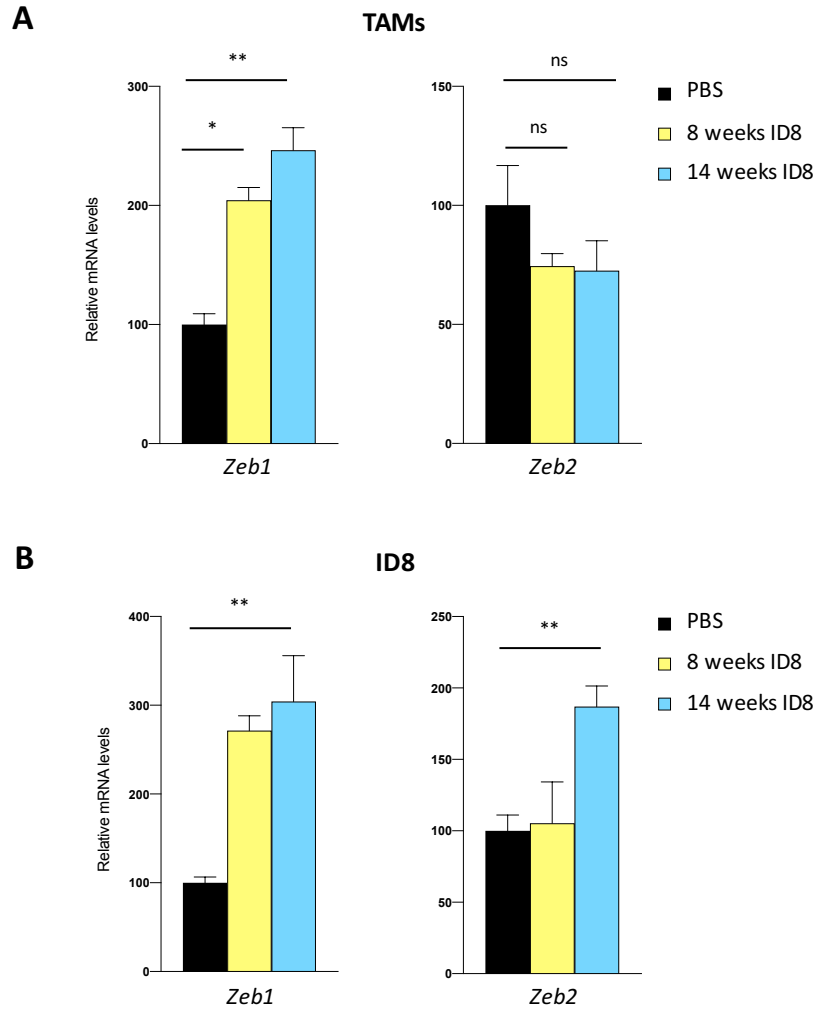 A
TAMs
**
*
300
200
100
0
Relative mRNA levels
Zeb1
ns
ns
150
100
50
0
Zeb2
PBS
8 weeks ID8
14 weeks ID8
B
ID8
**
400
300
200
100
0
Relative mRNA levels
Zeb1
**
250
200
150
100
50
0
Zeb2
PBS
8 weeks ID8
14 weeks ID8